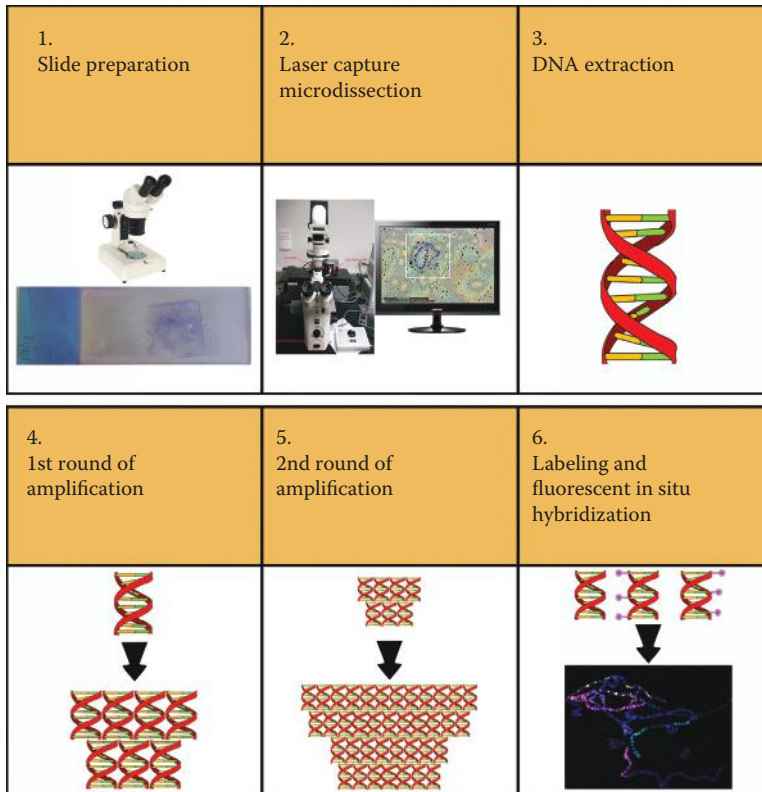 1.
Slide preparation
2.
Laser capture
microdissection
3.
DNA extraction
4.
1st round of
amplification
5.
2nd round of
amplification
6.
Labeling and
fluorescent in situ
hybridization